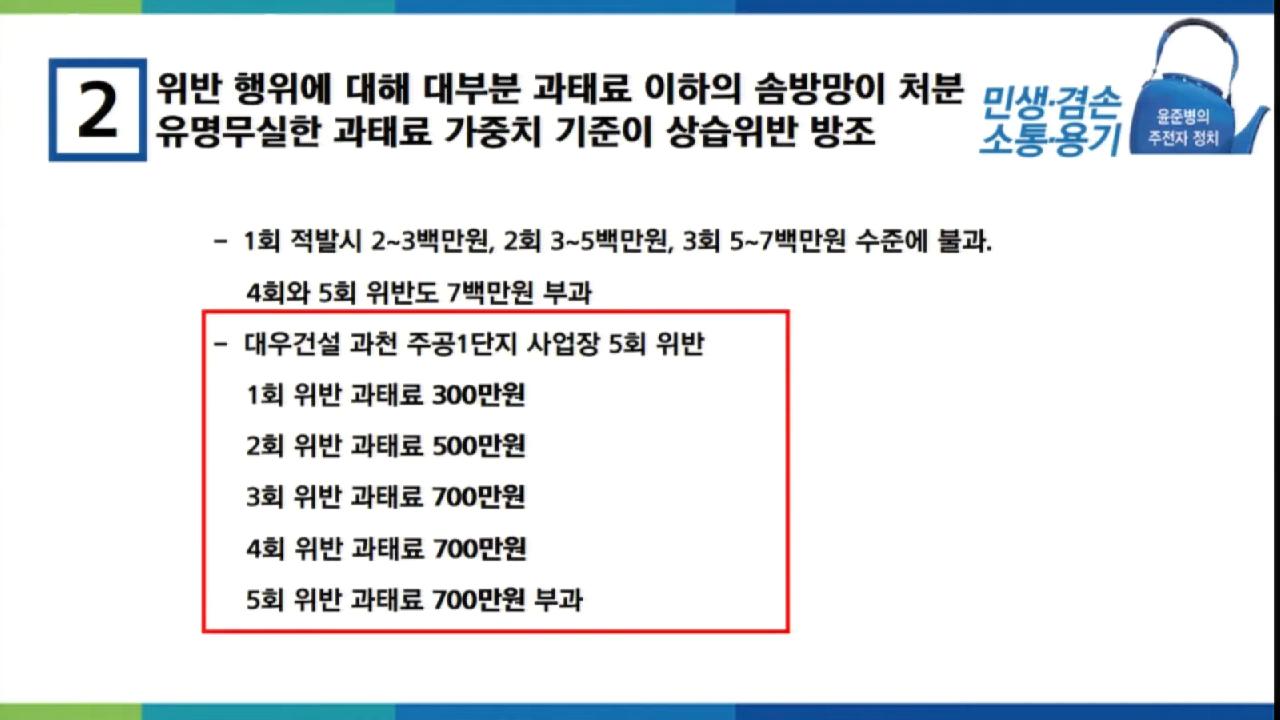 2
위반 행위에 대해 대부분 과태료 이하의 솜방망이 처분
유명무실한 과태료 가중치 기준이 상습위반 방조
민생·겸손
소통·용기
윤준병의
주전자 정치
- 1회 적발시 2~3백만원, 2회 3~5백만원, 3회 5~7백만원 수준에 불과.
4회와 5회 위반도 7백만원 부과
- 대우건설 과천 주공1단지 사업장 5회 위반
1회 위반 과태료 300만원
2회 위반 과태료 500만원
3회 위반 과태료 700만원
4회 위반 과태료 700만원
5회 위반 과태료 700만원 부과